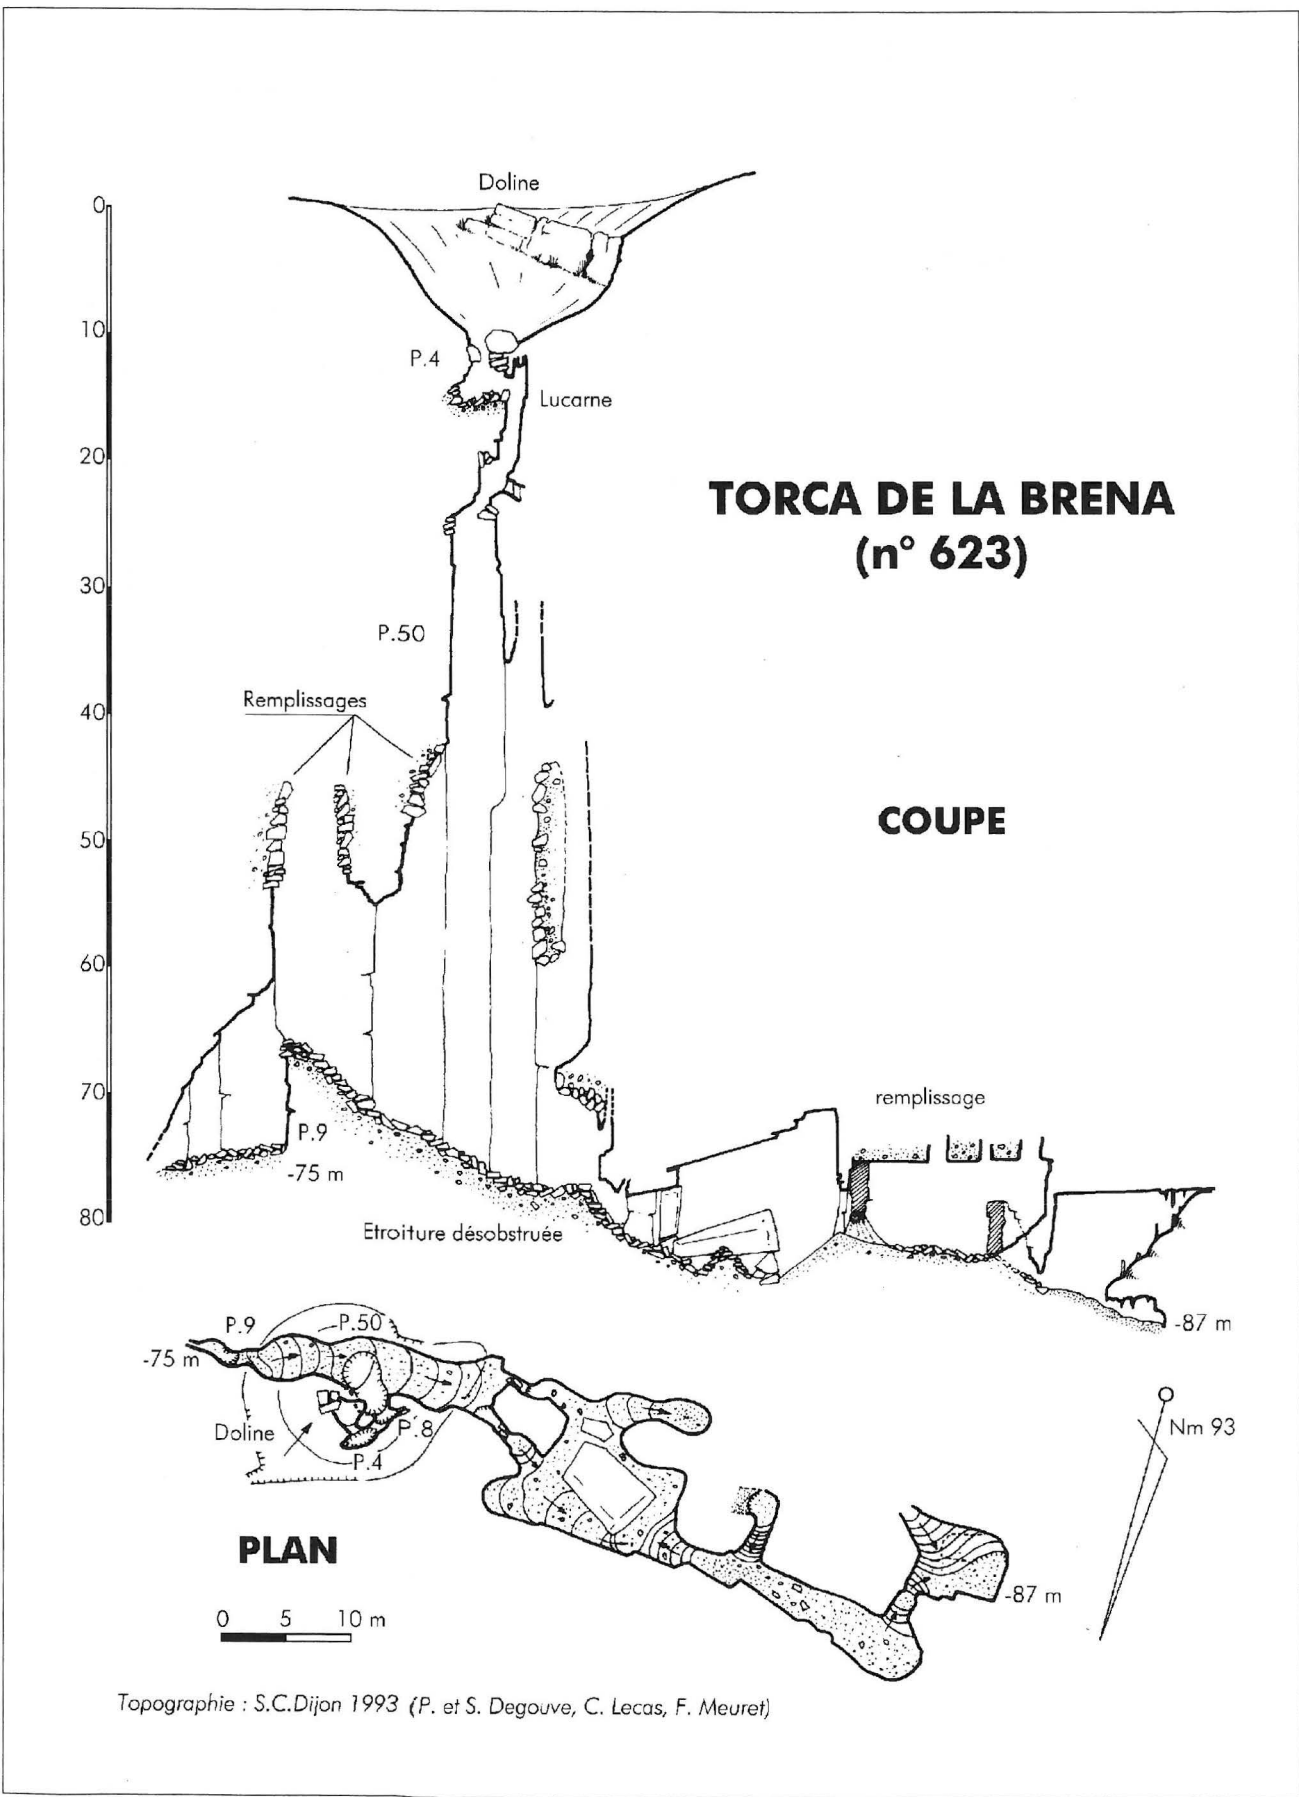 Doline
0
10
P.4
Lucarne
20
TORCA DE LA BRENA
(n° 623)
30
P.50
Remplissages
40
COUPE
50
60
70
remplissage
P.9
-75 m
80
Etroiture désobstruée
-87 m
P.9
P.50
-75 m
Nm 93
Doline
P.8
P.4
PLAN
-87 m
0 5 10 m
Topographie : S.C.Dijon 1993 (P. et S. Degouve, C. Lecas, F. Meuret)